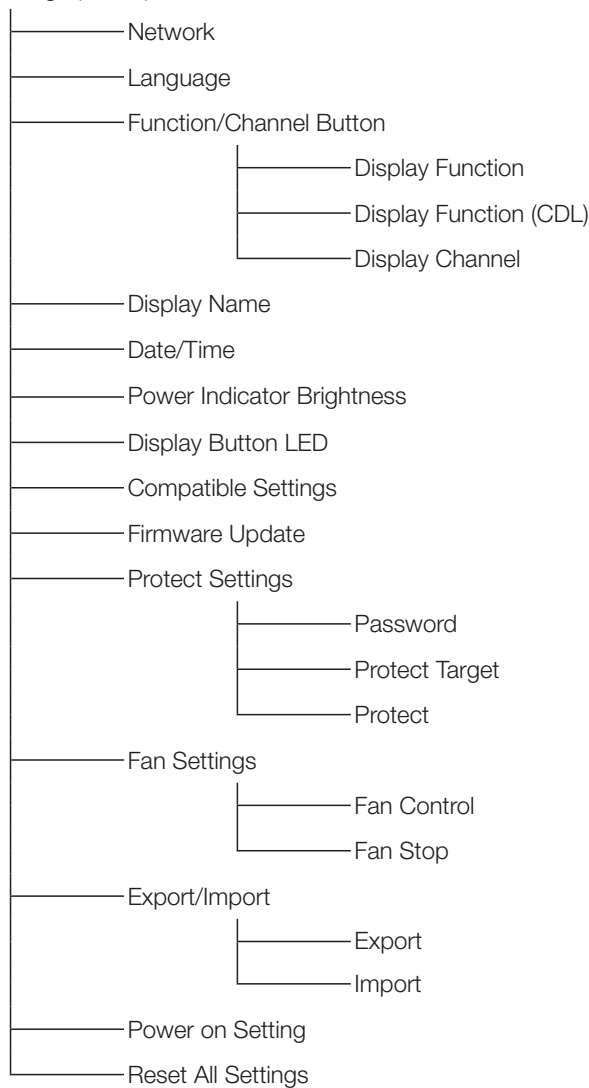 Network
Language
Function/Channel Button
Display Function
Display Function (CDL)
Display Channel
Display Name
Date/Time
Power Indicator Brightness
Display Button LED
Compatible Settings
Firmware Update
Protect Settings
Password
Protect Target
Protect
Fan Settings
Fan Control
Fan Stop
Export/Import
Export
Import
Power on Setting
Reset All Settings